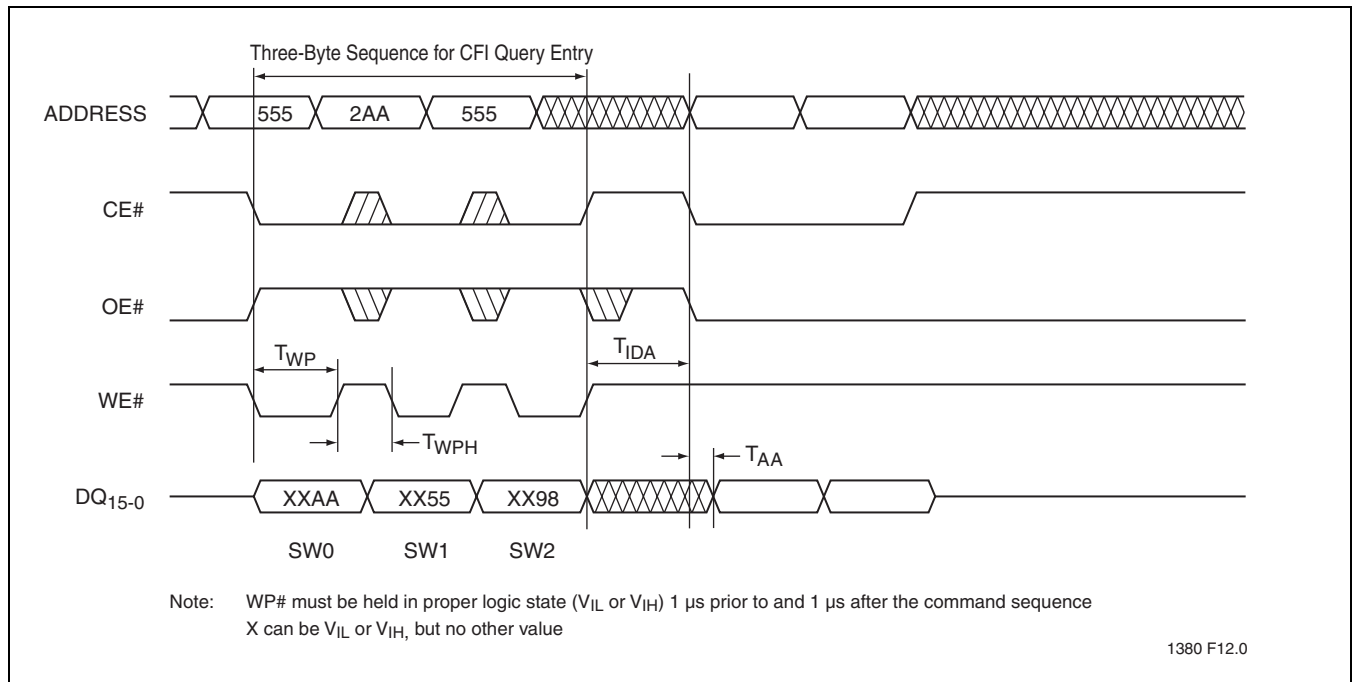 Three-Byte Sequence for CFI Query Entry
ADDRESS 555 2AA 555
CE#
OE#
TWP TIDA
WE#
TWPH TAA
DQ15-0 XXAA XX55 XX98
SW0 SW1 SW2
Note: WP# must be held in proper logic state (VIL or VIH) 1 µs prior to and 1 µs after the command sequence
X can be VIL or VIH, but no other value
1380 F12.0